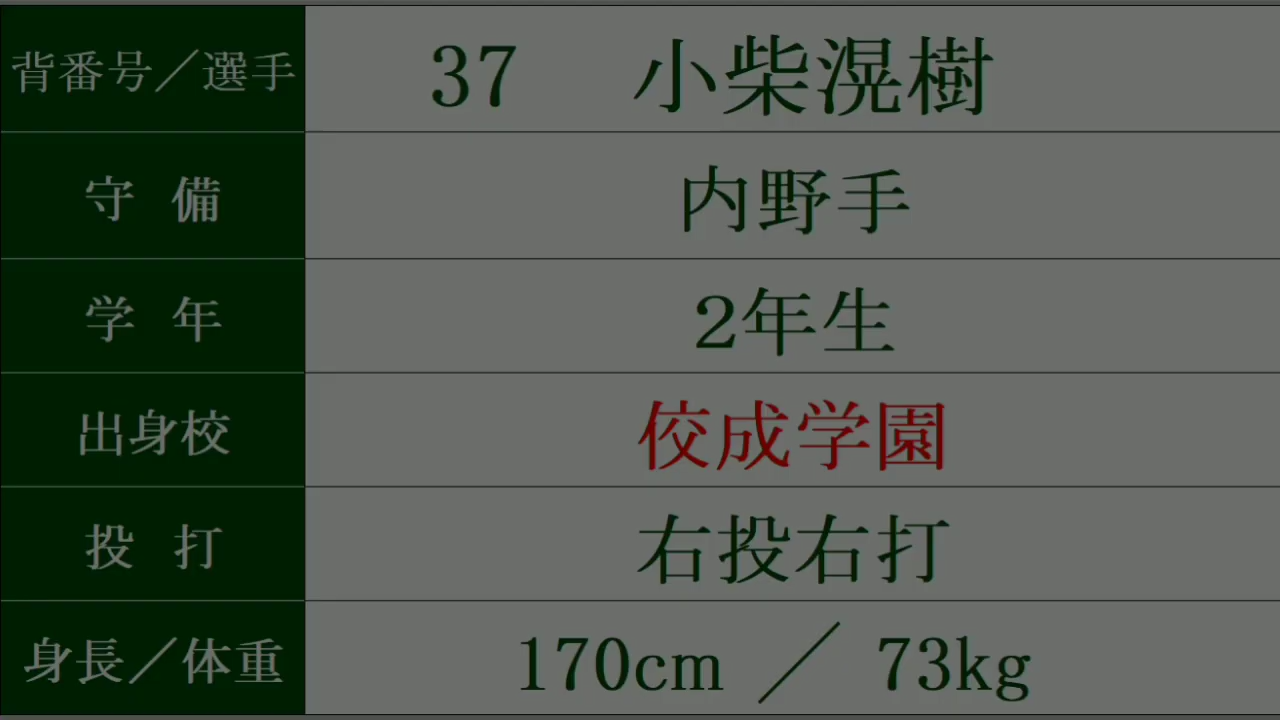 背番号／選手 37 小柴滉樹
守 備 内野手
学 年 2年生
出身校 佼成学園
投 打 右投右打
身長／体重 170cm ／ 73kg